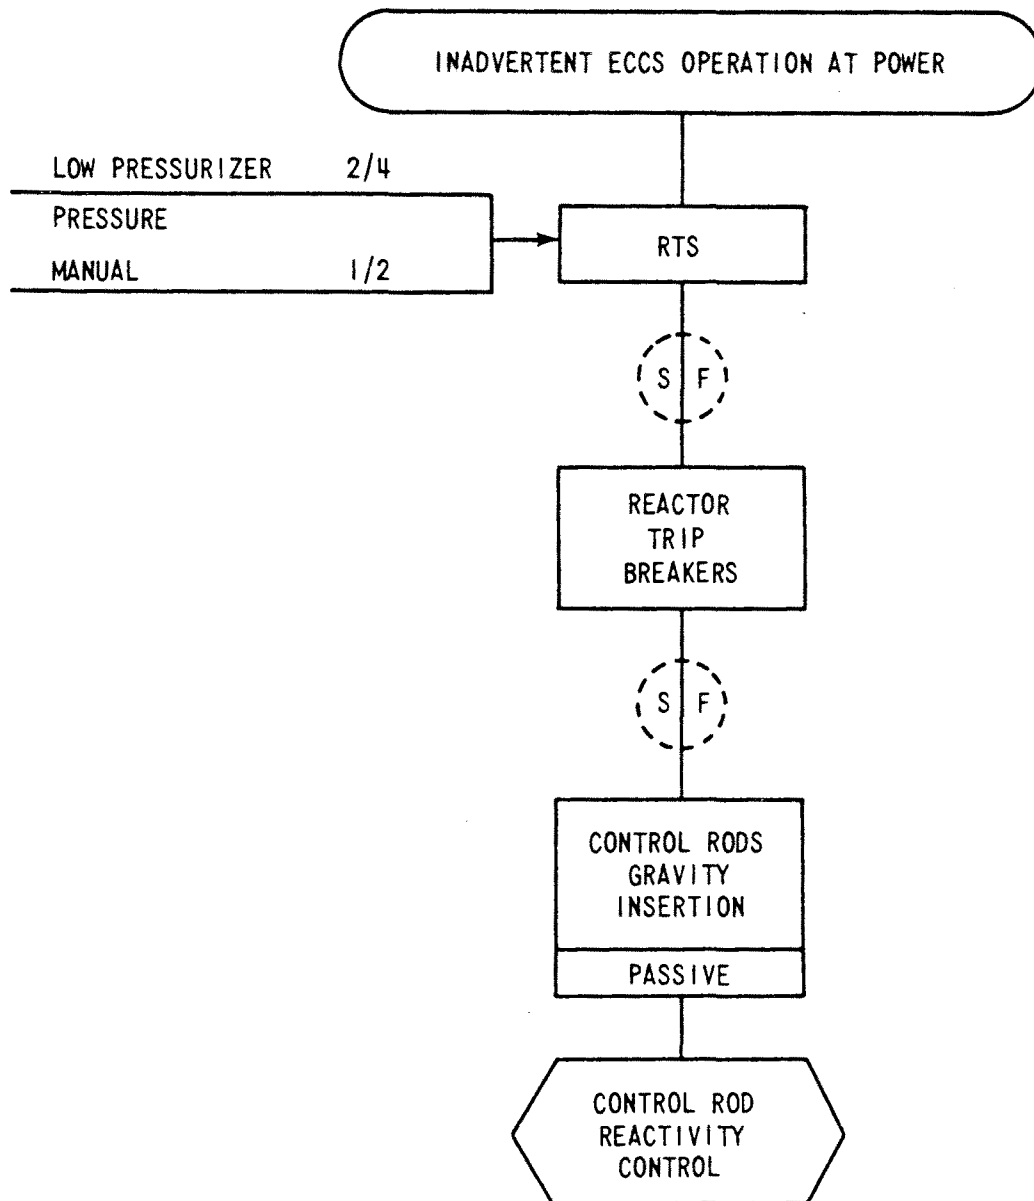 INADVERTENT ECCS OPERATION AT POWER
LOW PRESSURIZER 2/4
PRESSURE
MANUAL 1/2
RTS
S F
REACTOR
TRIP
BREAKERS
S F
CONTROL RODS
GRAVITY
INSERTION
PASSIVE
CONTROL ROD
REACTIVITY
CONTROL